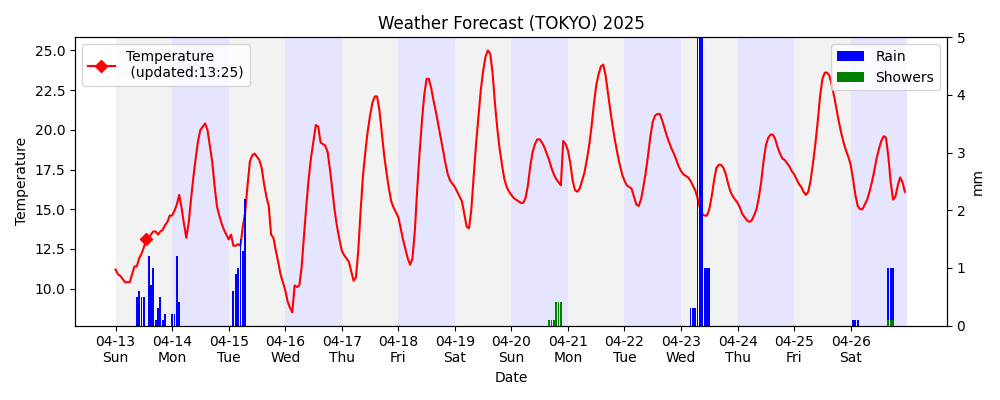 Weather Forecast (TOKYO) 2025
Temperature
(updated:13:25)
Rain
Showers
Temperature
25.0
22.5
20.0
17.5
15.0
12.5
10.0
5
4
3
2
1
0
mm
04-13 04-14 04-15 04-16 04-17 04-18 04-19 04-20 04-21 04-22 04-23 04-24 04-25 04-26
Sun Mon Tue Wed Thu Fri Sat Sun Mon Tue Wed Thu Fri Sat
Date